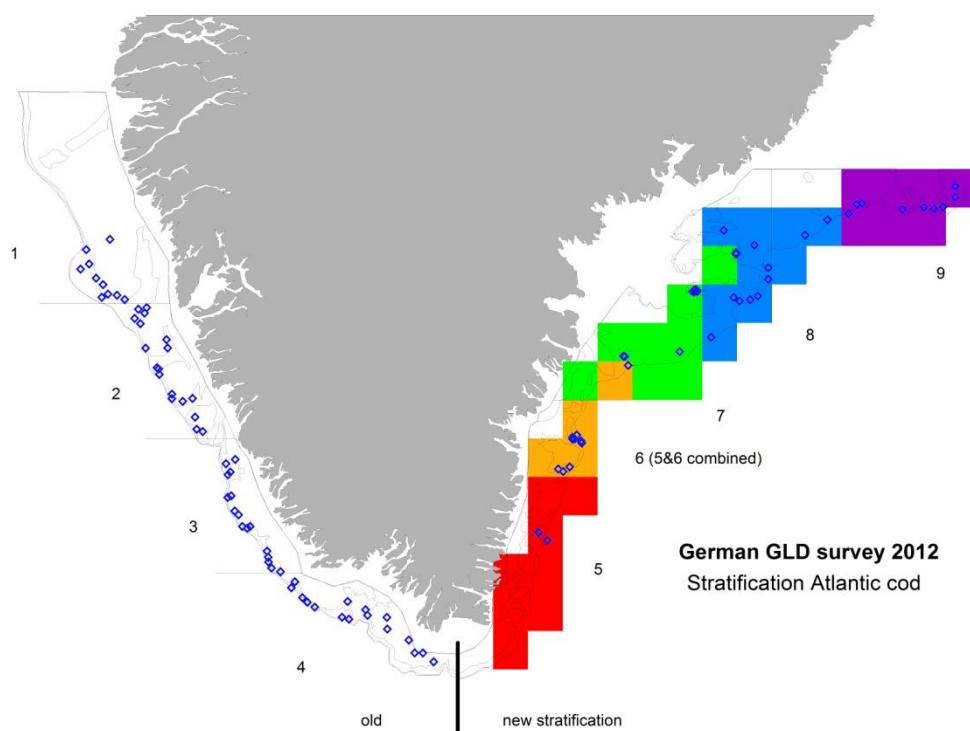 1
9
8
2
7
6 (5&6 combined)
3
German GLD survey 2012
5
Stratification Atlantic cod
4
old
new stratification